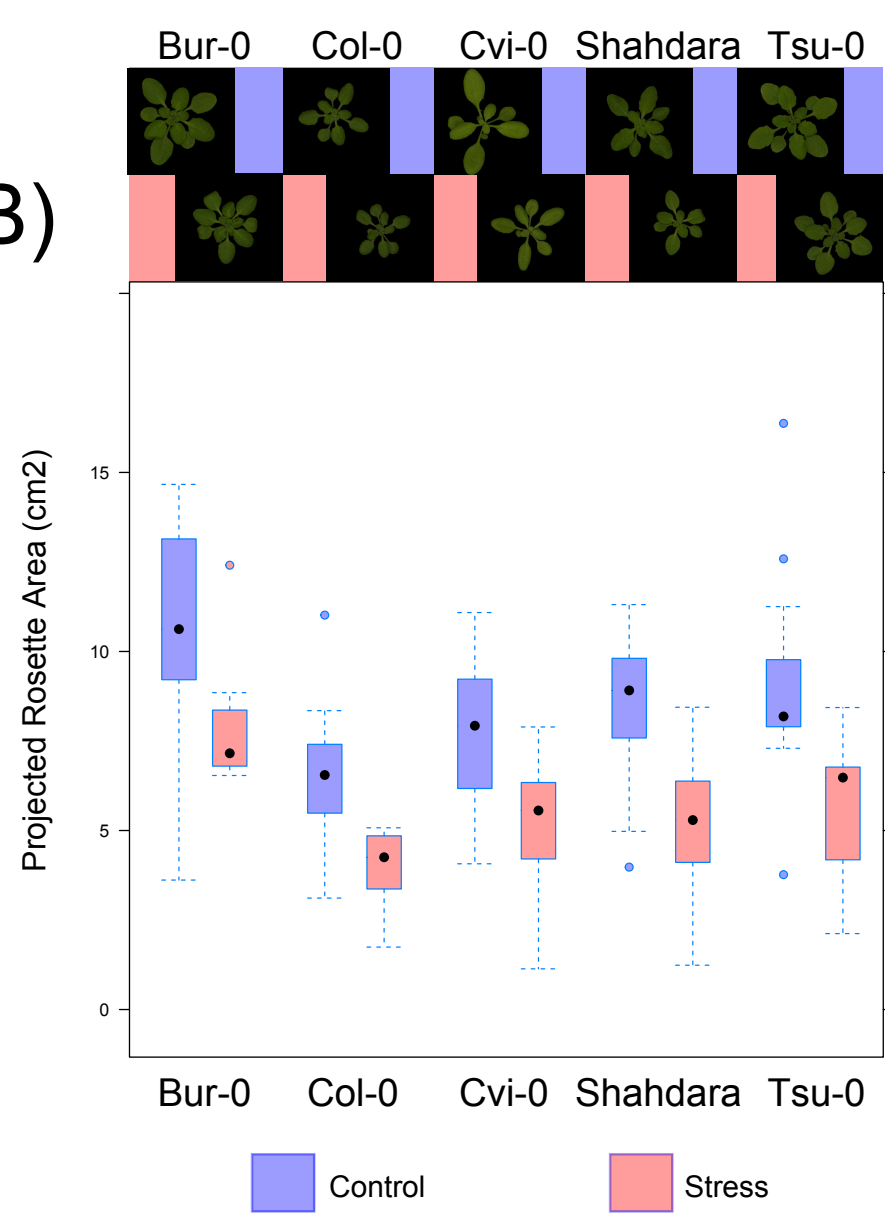 Bur-0 Col-0 Cvi-0 Shahdara Tsu-0
B)
Projected Rosette Area (cm2)
15
10
5
0
Bur-0 Col-0 Cvi-0 Shahdara Tsu-0
Control Stress